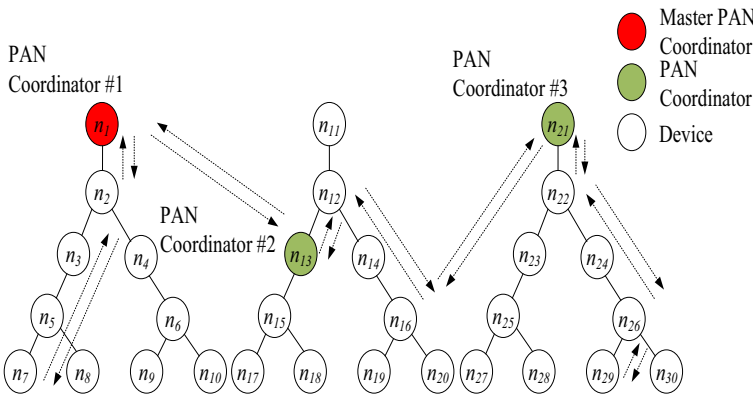 Master PAN
Coordinator
PAN
Coordinator
Device
PAN
Coordinator #1
PAN
Coordinator #3
n1
n11
n21
n2
n12
n22
PAN
Coordinator #2
n3
n4
n13
n14
n23
n24
n5
n6
n15
n16
n25
n26
n7
n8
n9
n10
n17
n18
n19
n20
n27
n28
n29
n30